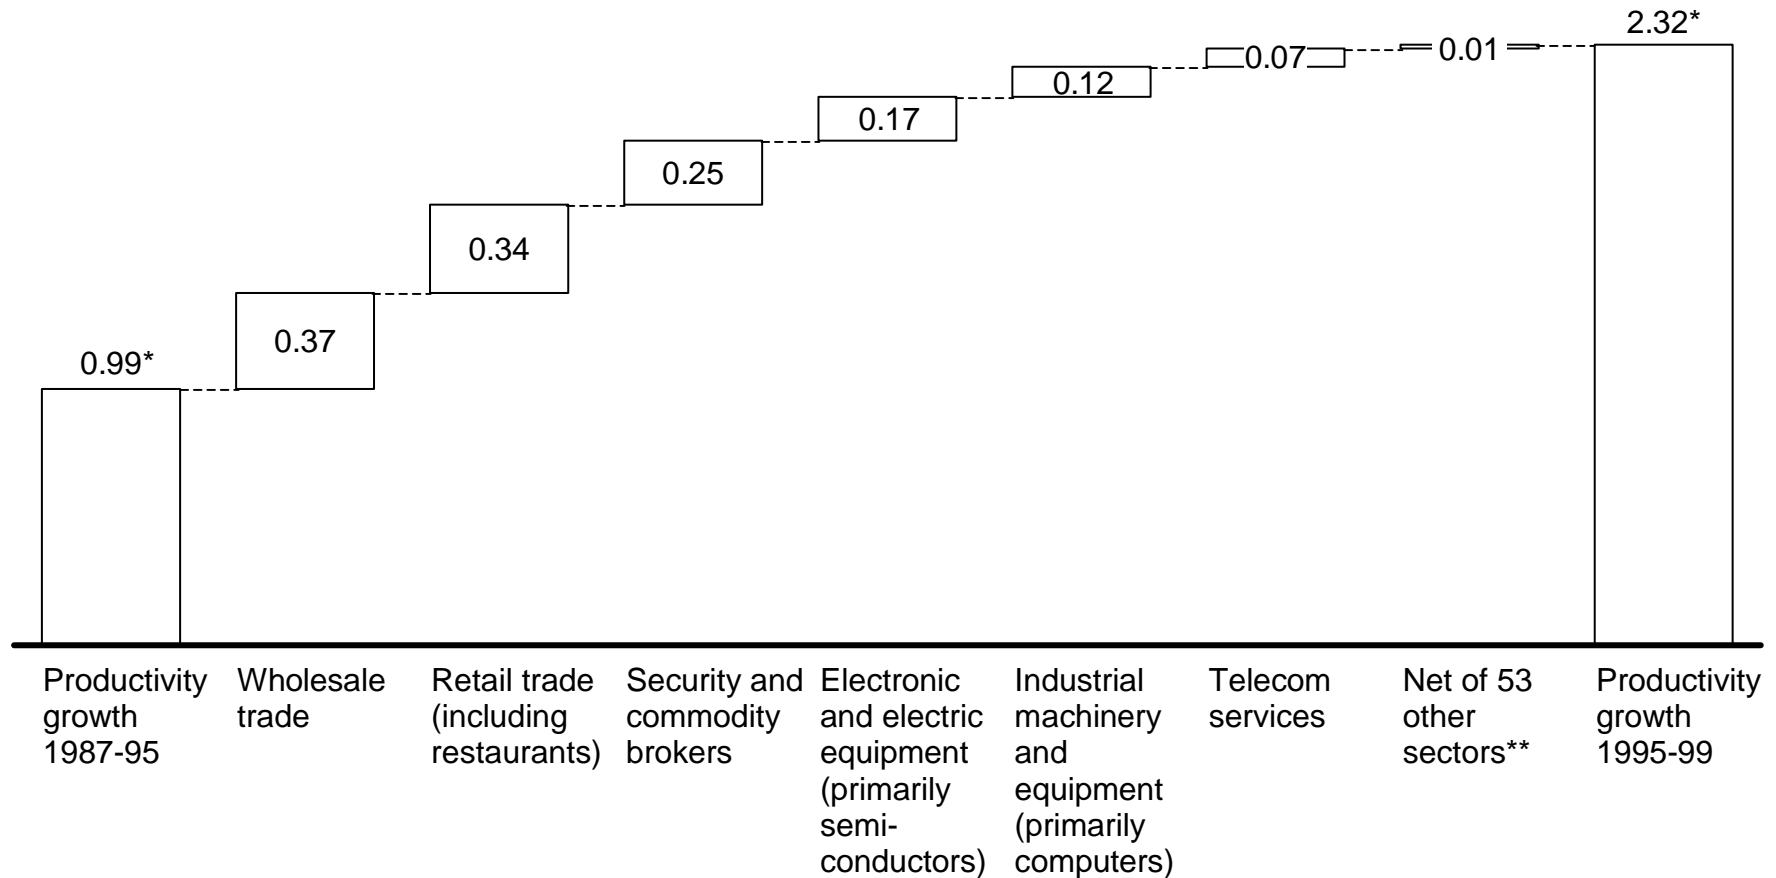 2.32*
0.01
0.07
0.12
0.17
0.25
0.34
0.37
0.99*
Productivity
growth
1987-95
Wholesale
trade
Retail trade
(including
restaurants)
Security and
commodity
brokers
Electronic
and electric
equipment
(primarily
semi-
conductors)
Industrial
machinery
and
equipment
(primarily
computers)
Telecom
services
Net of 53
other
sectors**
Productivity
growth
1995-99